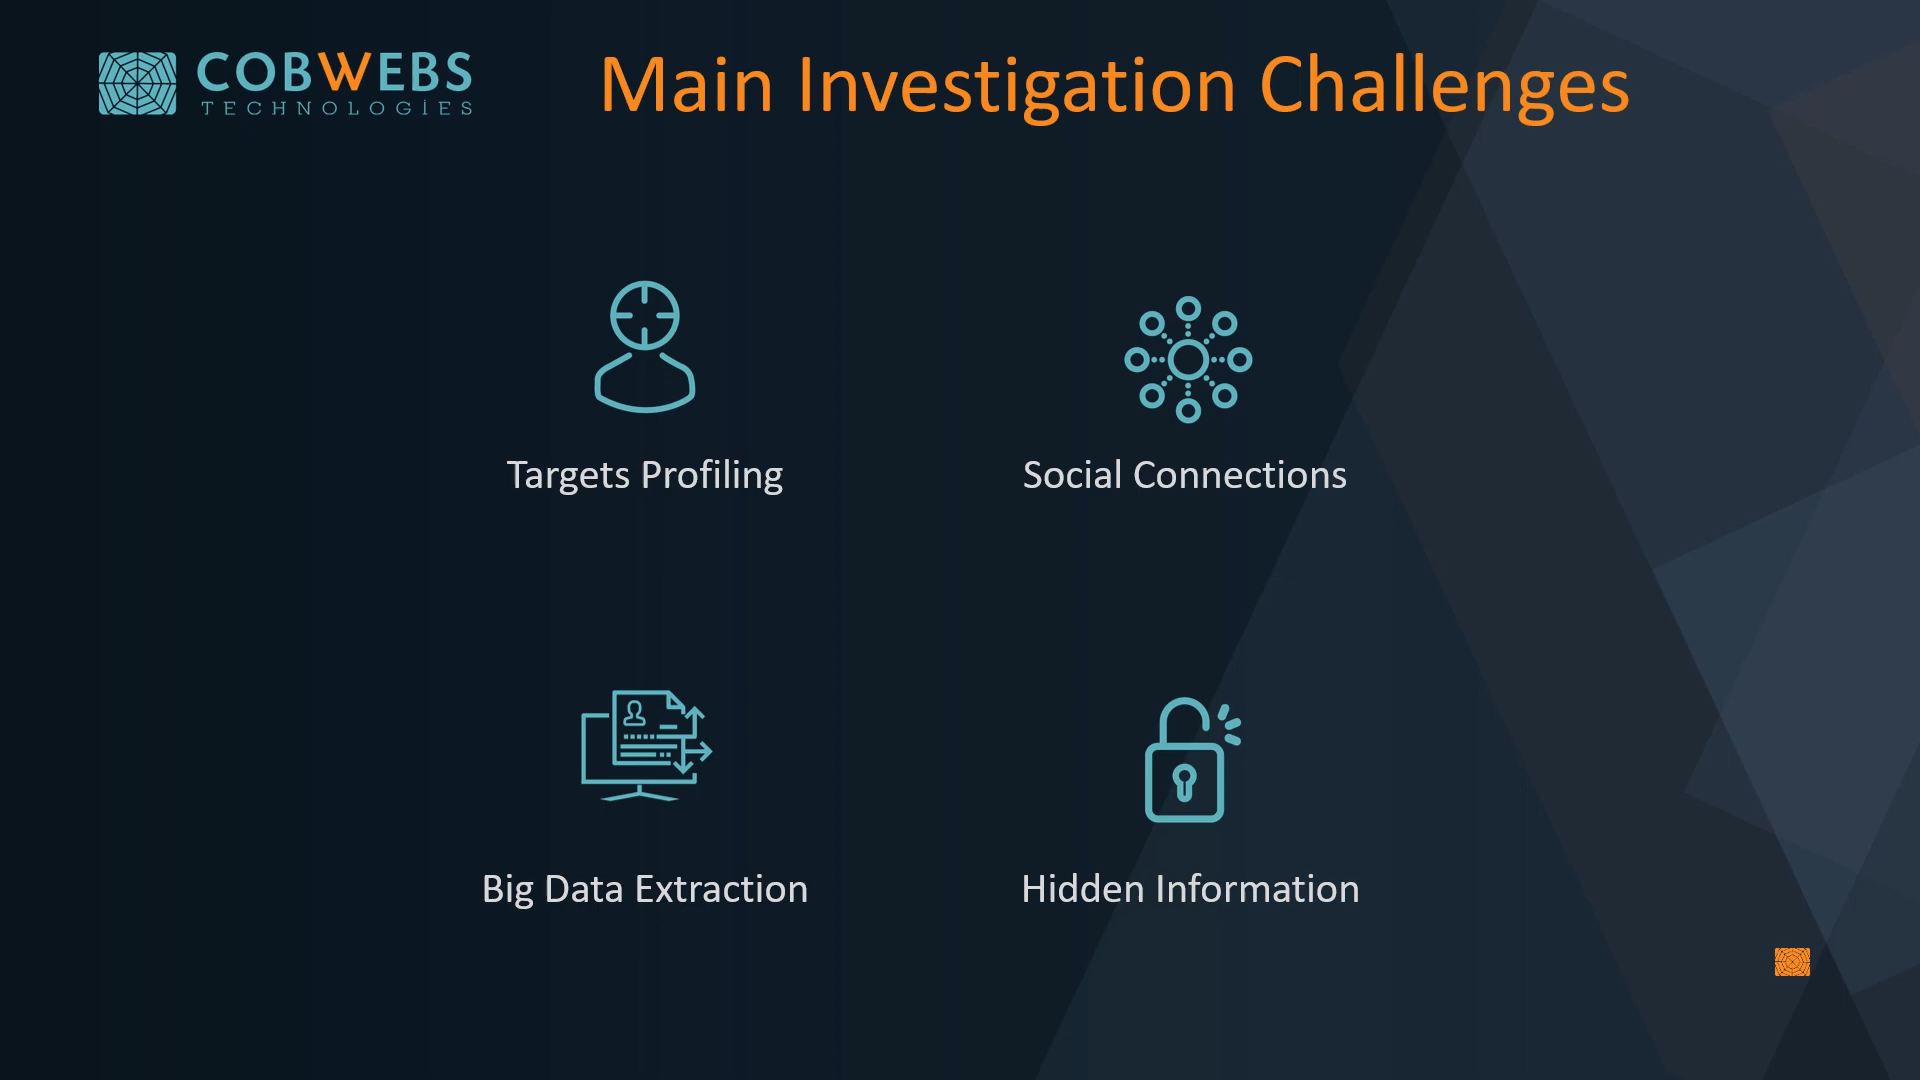 COBWEBS
TECHNOLOGIES
Main Investigation Challenges
Targets Profiling
Social Connections
Big Data Extraction
Hidden Information